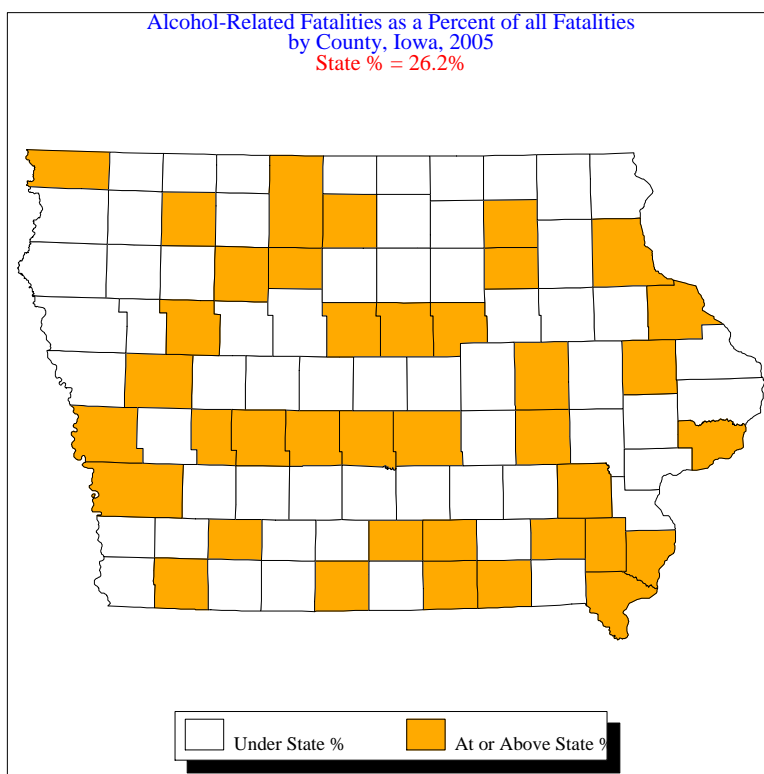 Alcohol-Related Fatalities as a Percent of all Fatalities
by County, Iowa, 2005
State % = 26.2%
Under State %
At or Above State %